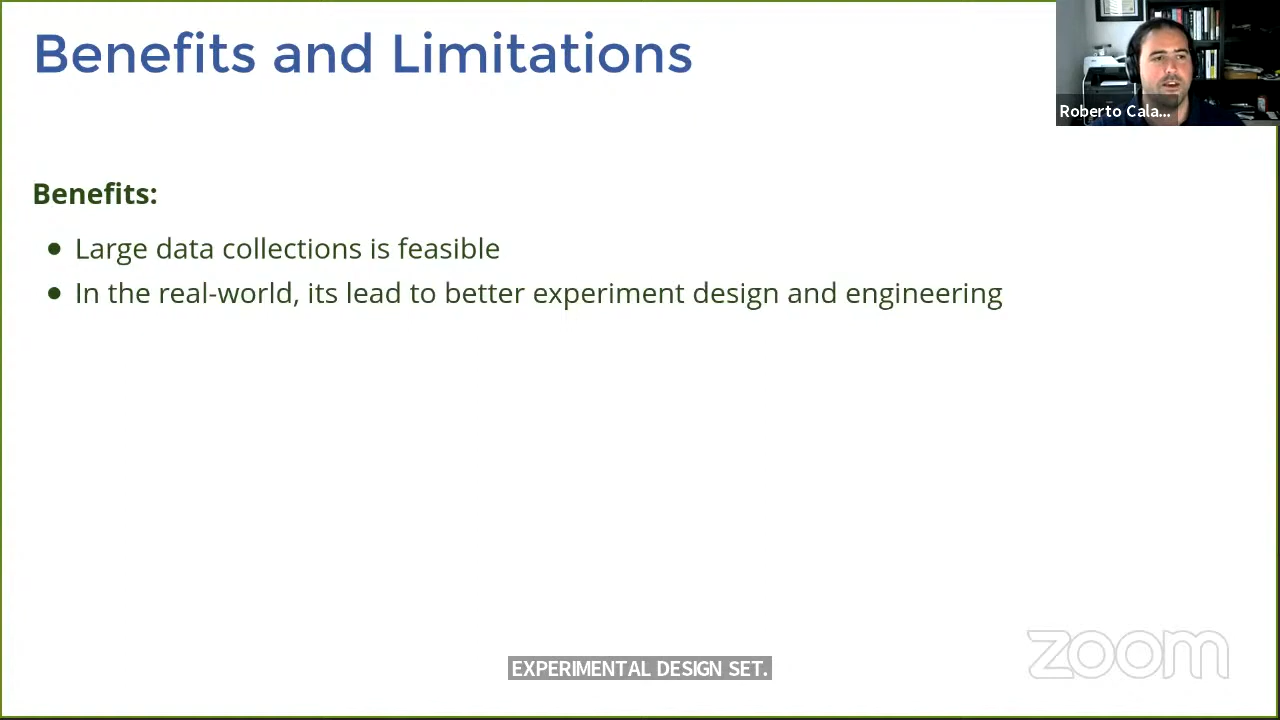 Benefits and Limitations
Roberto Cala...
Benefits:
● Large data collections is feasible
● In the real-world, its lead to better experiment design and engineering
EXPERIMENTAL DESIGN SET.
zoom